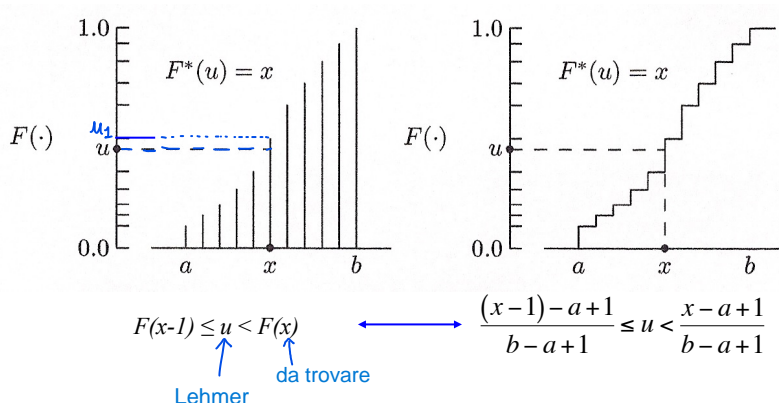 1.0
F*(u) = x
u1
F(·)
u
0.0
a
x
b
1.0
F*(u) = x
F(·)
u
0.0
a
x
b
F(x-1) ≤ u < F(x)
(x−1)−a+1
b−a+1
≤ u <
x−a+1
b−a+1
da trovare
Lehmer